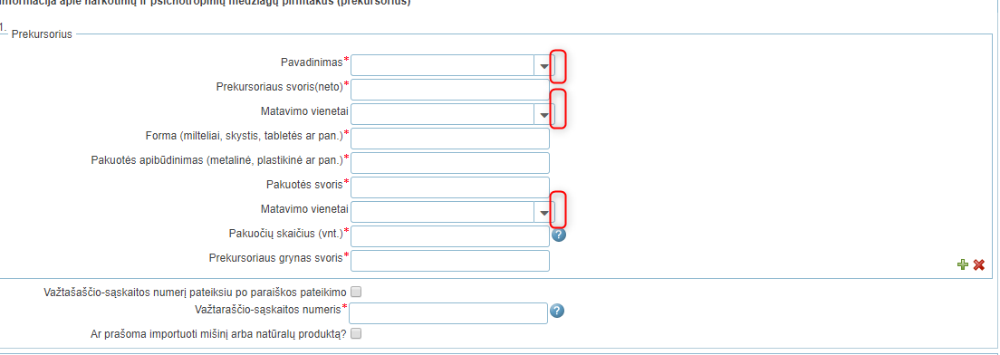 Informacija apie narkotinių ir psichotropinių medžiagų pirmtakus (prekursorius)
1.
Prekursorius
Pavadinimas*
Prekursoriaus svoris(neto)*
Matavimo vienetai
Forma (milteliai, skystis, tabletės ar pan.)*
Pakuotės apibūdinimas (metalinė, plastikinė ar pan.)*
Pakuotės svoris*
Matavimo vienetai
Pakuočių skaičius (vnt.)* ?
Prekursoriaus grynas svoris*
Važtašaščio-sąskaitos numerį pateiksiu po paraiškos pateikimo
Važtaraščio-sąskaitos numeris* ?
Ar prašoma importuoti mišinį arba natūralų produktą?